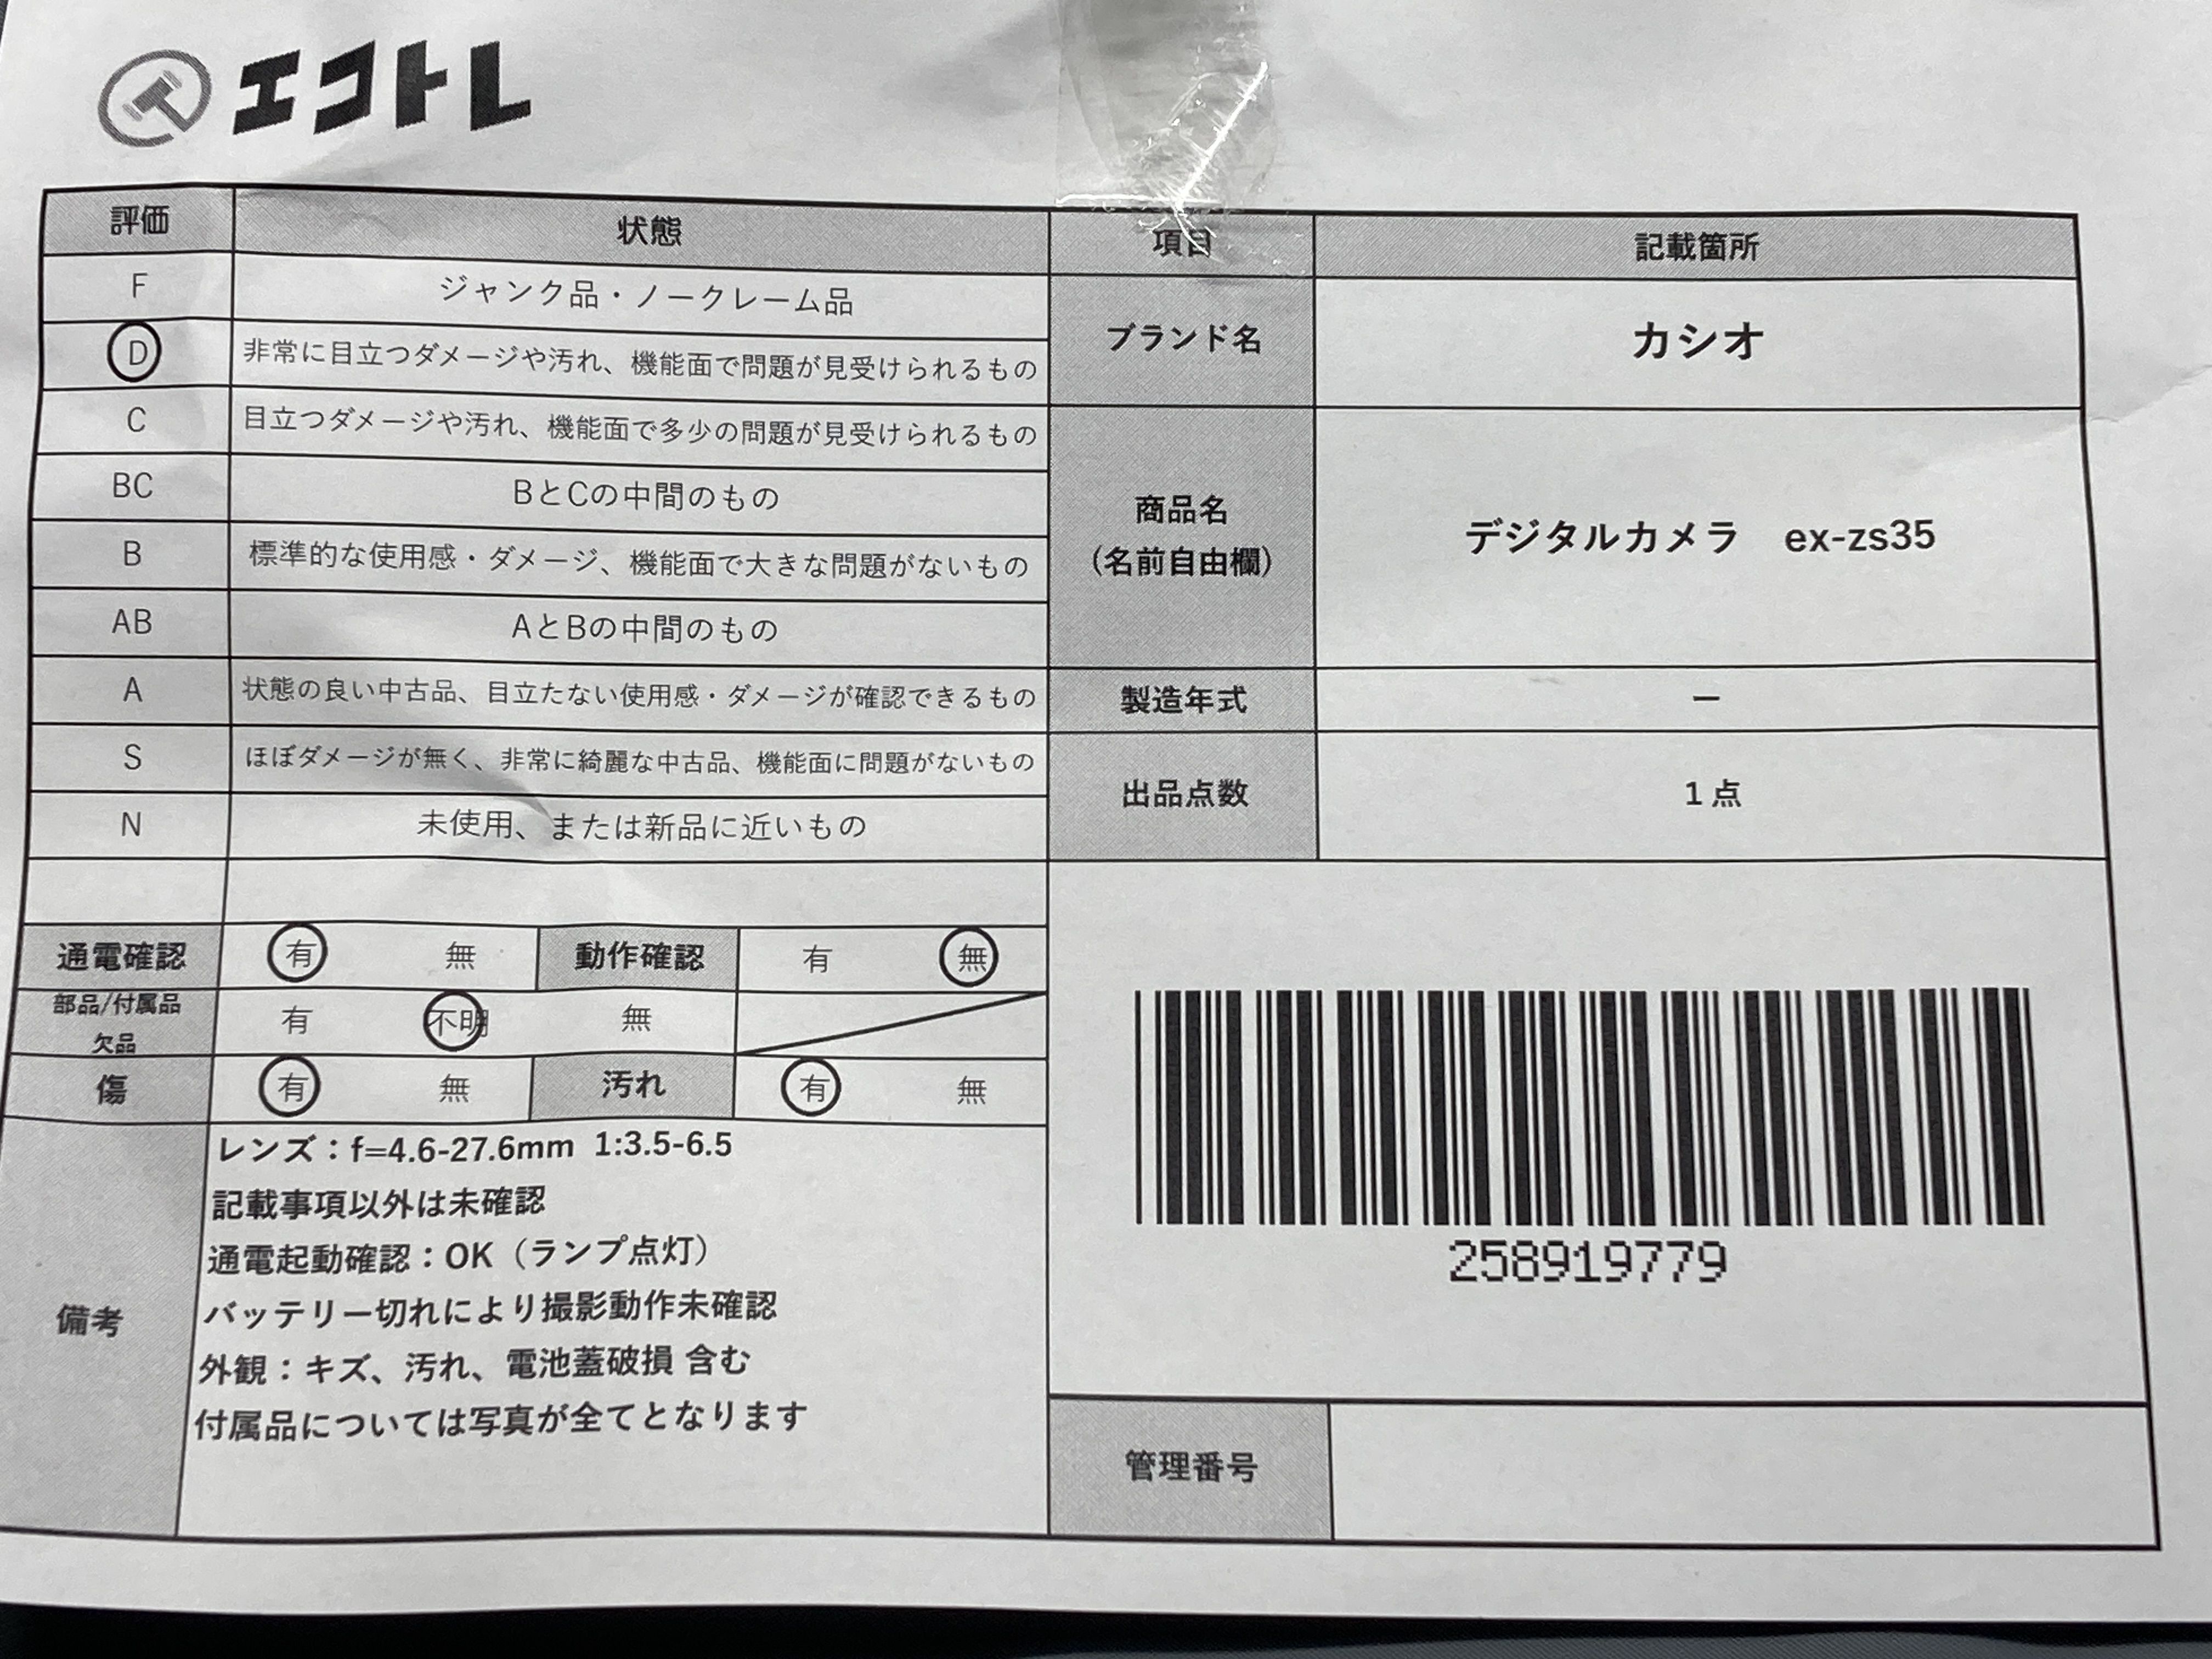 エコトレ
評価 状態 項目 記載箇所
F ジャンク品・ノークレーム品
D 非常に目立つダメージや汚れ、機能面で問題が見受けられるもの
C 目立つダメージや汚れ、機能面で多少の問題が見受けられるもの
BC BとCの中間のもの
B 標準的な使用感・ダメージ、機能面で大きな問題がないもの
AB AとBの中間のもの
A 状態の良い中古品、目立たない使用感・ダメージが確認できるもの
S ほぼダメージが無く、非常に綺麗な中古品、機能面に問題がないもの
N 未使用、または新品に近いもの
ブランド名 カシオ
商品名
(名前自由欄)
デジタルカメラ ex-zs35
製造年式 ー
出品点数 1点
通電確認 有 無 動作確認 有 無
部品/付属品
欠品
有 不明 無
傷 有 無 汚れ 有 無
備考
レンズ：f=4.6-27.6mm 1:3.5-6.5
記載事項以外は未確認
通電起動確認：OK（ランプ点灯）
バッテリー切れにより撮影動作未確認
外観：キズ、汚れ、電池蓋破損 含む
付属品については写真が全てとなります
258919779
管理番号